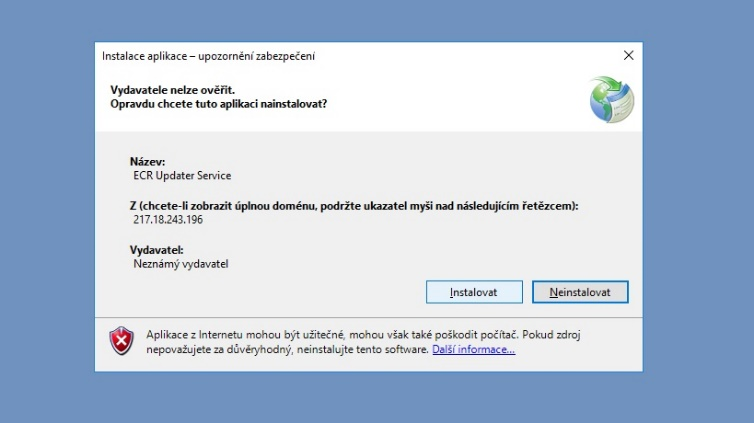 Instalace aplikace – upozornění zabezpečení
Vydavatele nelze ověřit.
Opravdu chcete tuto aplikaci nainstalovat?
Název:
ECR Updater Service
Z (chcete-li zobrazit úplnou doménu, podržte ukazatel myši nad následujícím řetězcem):
217.18.243.196
Vydavatel:
Neznámý vydavatel
Instalovat
Neinstalovat
Aplikace z Internetu mohou být užitečné, mohou však také poškodit počítač. Pokud zdroj
nepovažujete za důvěryhodný, neinstalujte tento software. Další informace...